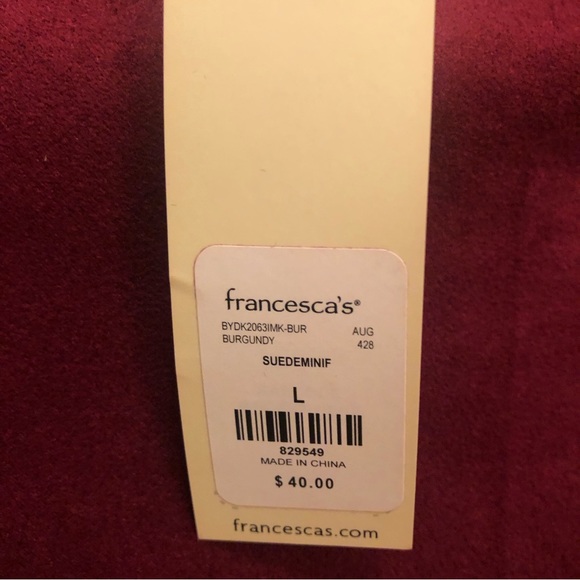 francesca's®
BYDK2063IMK-BUR AUG
BURGUNDY 428
SUEDEMINIF
L
829549
MADE IN CHINA
$ 40.00
francescas.com